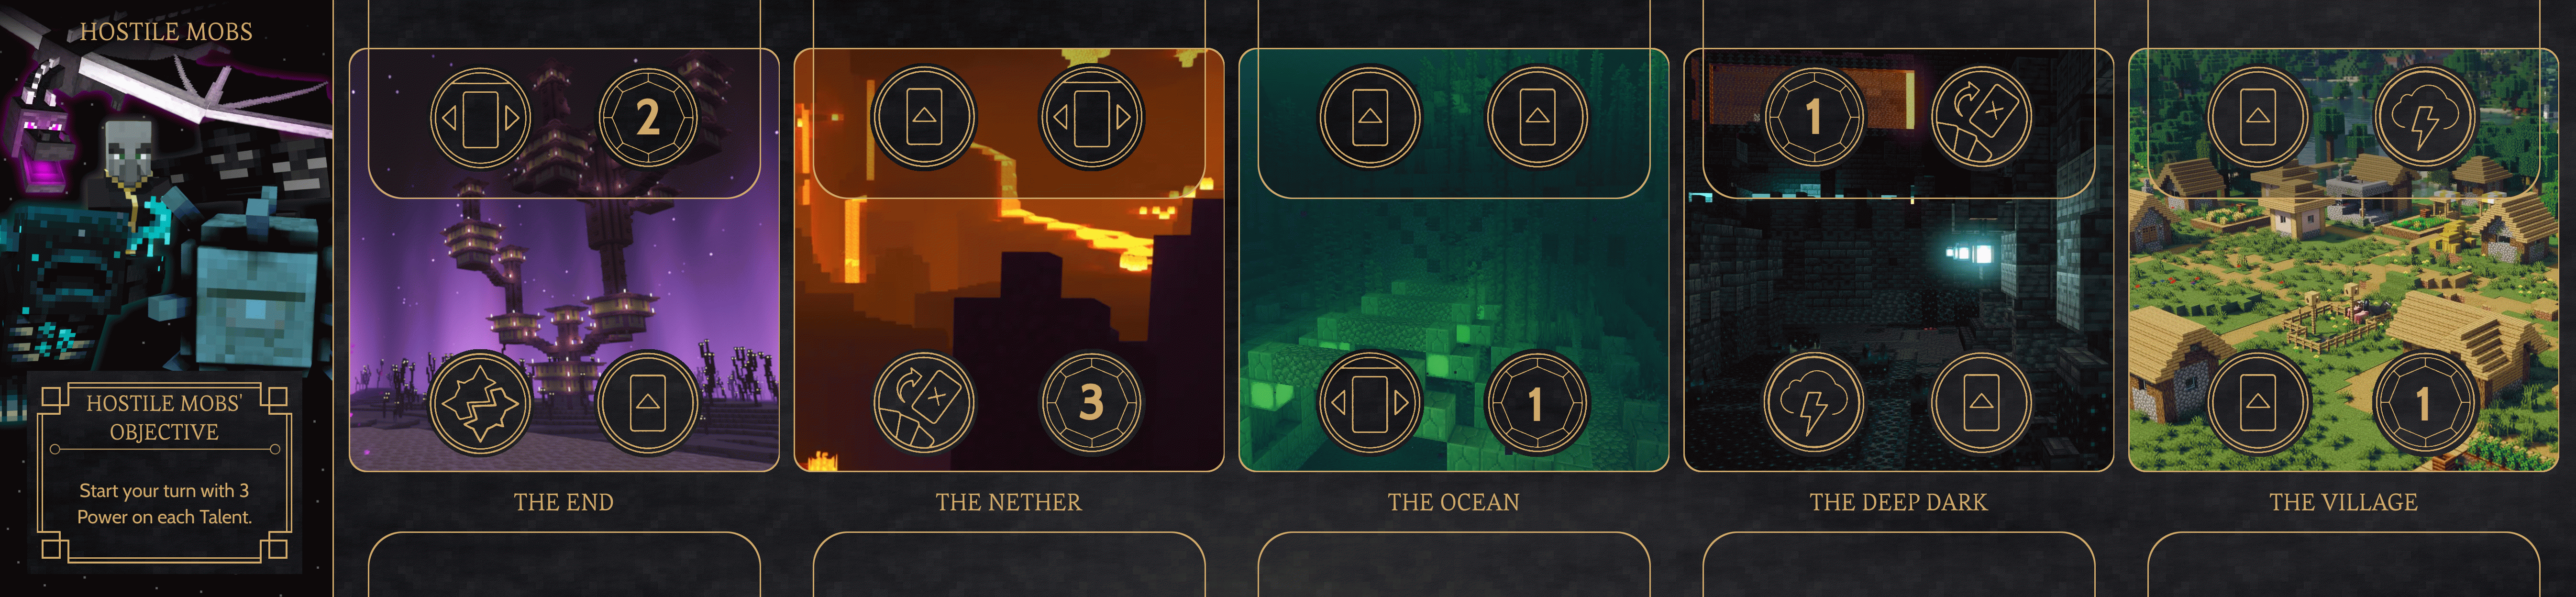 HOSTILE MOBS
HOSTILE MOBS'
OBJECTIVE
Start your turn with 3
Power on each Talent.
2
THE END
3
THE NETHER
1
THE OCEAN
1
THE DEEP DARK
1
THE VILLAGE